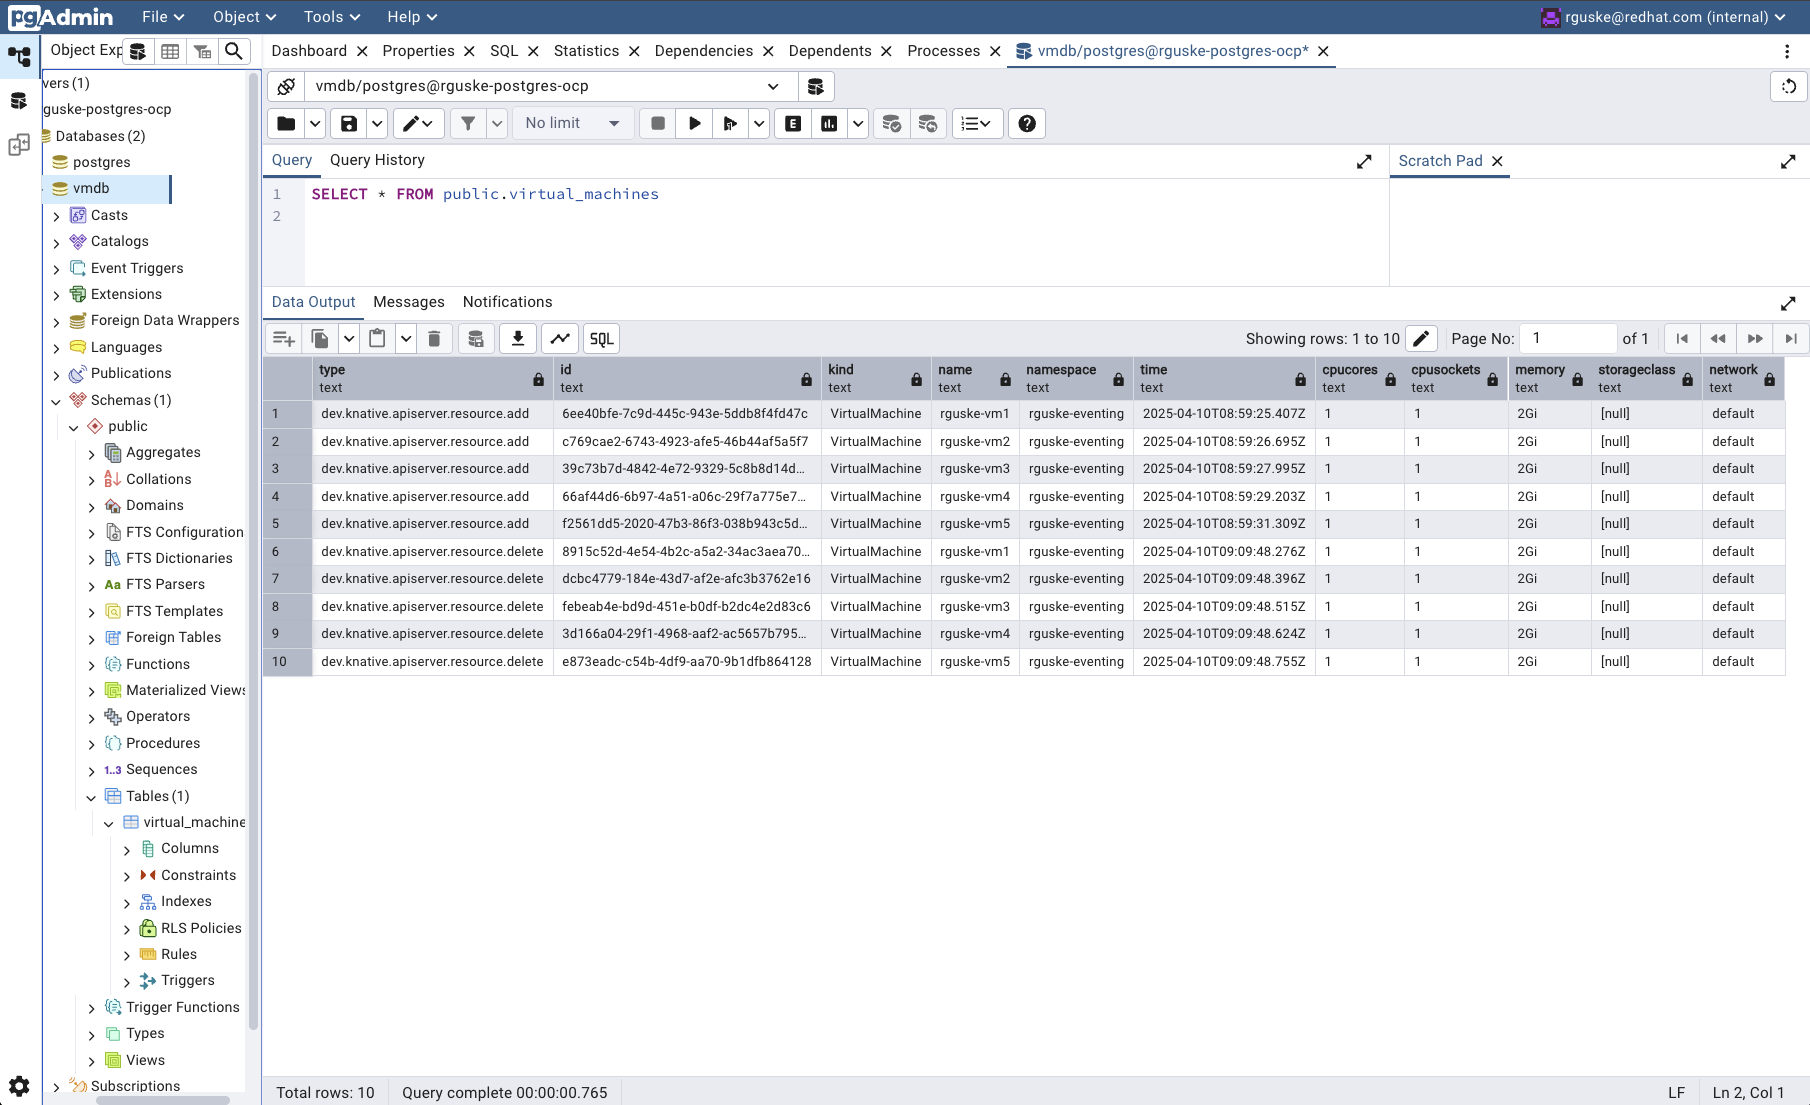 pgAdmin File Object Tools Help rguske@redhat.com (internal)
Object Exp Dashboard Properties SQL Statistics Dependencies Dependents Processes vmdb/postgres@rguske-postgres-ocp*
vmdb/postgres@rguske-postgres-ocp
No limit E
Query Query History Scratch Pad
1 SELECT * FROM public.virtual_machines
2
vers (1)
guske-postgres-ocp
Databases (2)
postgres
vmdb
Casts
Catalogs
Event Triggers
Extensions
Foreign Data Wrappers
Languages
Publications
Schemas (1)
public
Aggregates
Collations
Domains
FTS Configuration
FTS Dictionaries
Aa FTS Parsers
FTS Templates
Foreign Tables
Functions
Materialized Views
Operators
Procedures
1..3 Sequences
Tables (1)
virtual_machine
Columns
Constraints
Indexes
RLS Policies
Rules
Triggers
Trigger Functions
Types
Views
Subscriptions
Data Output Messages Notifications
SQL Showing rows: 1 to 10 Page No: 1 of 1
type id kind name namespace time cpucores cpusockets memory storageclass network
text text text text text text text text text text text
1 dev.knative.apiserver.resource.add 6ee40bfe-7c9d-445c-943e-5ddb8f4fd47c VirtualMachine rguske-vm1 rguske-eventing 2025-04-10T08:59:25.407Z 1 1 2Gi [null] default
2 dev.knative.apiserver.resource.add c769cae2-6743-4923-afe5-46b44af5a5f7 VirtualMachine rguske-vm2 rguske-eventing 2025-04-10T08:59:26.695Z 1 1 2Gi [null] default
3 dev.knative.apiserver.resource.add 39c73b7d-4842-4e72-9329-5c8b8d14d... VirtualMachine rguske-vm3 rguske-eventing 2025-04-10T08:59:27.995Z 1 1 2Gi [null] default
4 dev.knative.apiserver.resource.add 66af44d6-6b97-4a51-a06c-29f7a775e7... VirtualMachine rguske-vm4 rguske-eventing 2025-04-10T08:59:29.203Z 1 1 2Gi [null] default
5 dev.knative.apiserver.resource.add f2561dd5-2020-47b3-86f3-038b943c5d... VirtualMachine rguske-vm5 rguske-eventing 2025-04-10T08:59:31.309Z 1 1 2Gi [null] default
6 dev.knative.apiserver.resource.delete 8915c52d-4e54-4b2c-a5a2-34ac3aea70... VirtualMachine rguske-vm1 rguske-eventing 2025-04-10T09:09:48.276Z 1 1 2Gi [null] default
7 dev.knative.apiserver.resource.delete dcbc4779-184e-43d7-af2e-afc3b3762e16 VirtualMachine rguske-vm2 rguske-eventing 2025-04-10T09:09:48.396Z 1 1 2Gi [null] default
8 dev.knative.apiserver.resource.delete febeab4e-bd9d-451e-b0df-b2dc4e2d83c6 VirtualMachine rguske-vm3 rguske-eventing 2025-04-10T09:09:48.515Z 1 1 2Gi [null] default
9 dev.knative.apiserver.resource.delete 3d166a04-29f1-4968-aaf2-ac5657b795... VirtualMachine rguske-vm4 rguske-eventing 2025-04-10T09:09:48.624Z 1 1 2Gi [null] default
10 dev.knative.apiserver.resource.delete e873eadc-c54b-4df9-aa70-9b1dfb864128 VirtualMachine rguske-vm5 rguske-eventing 2025-04-10T09:09:48.755Z 1 1 2Gi [null] default
Total rows: 10 Query complete 00:00:00.765 LF Ln 2, Col 1